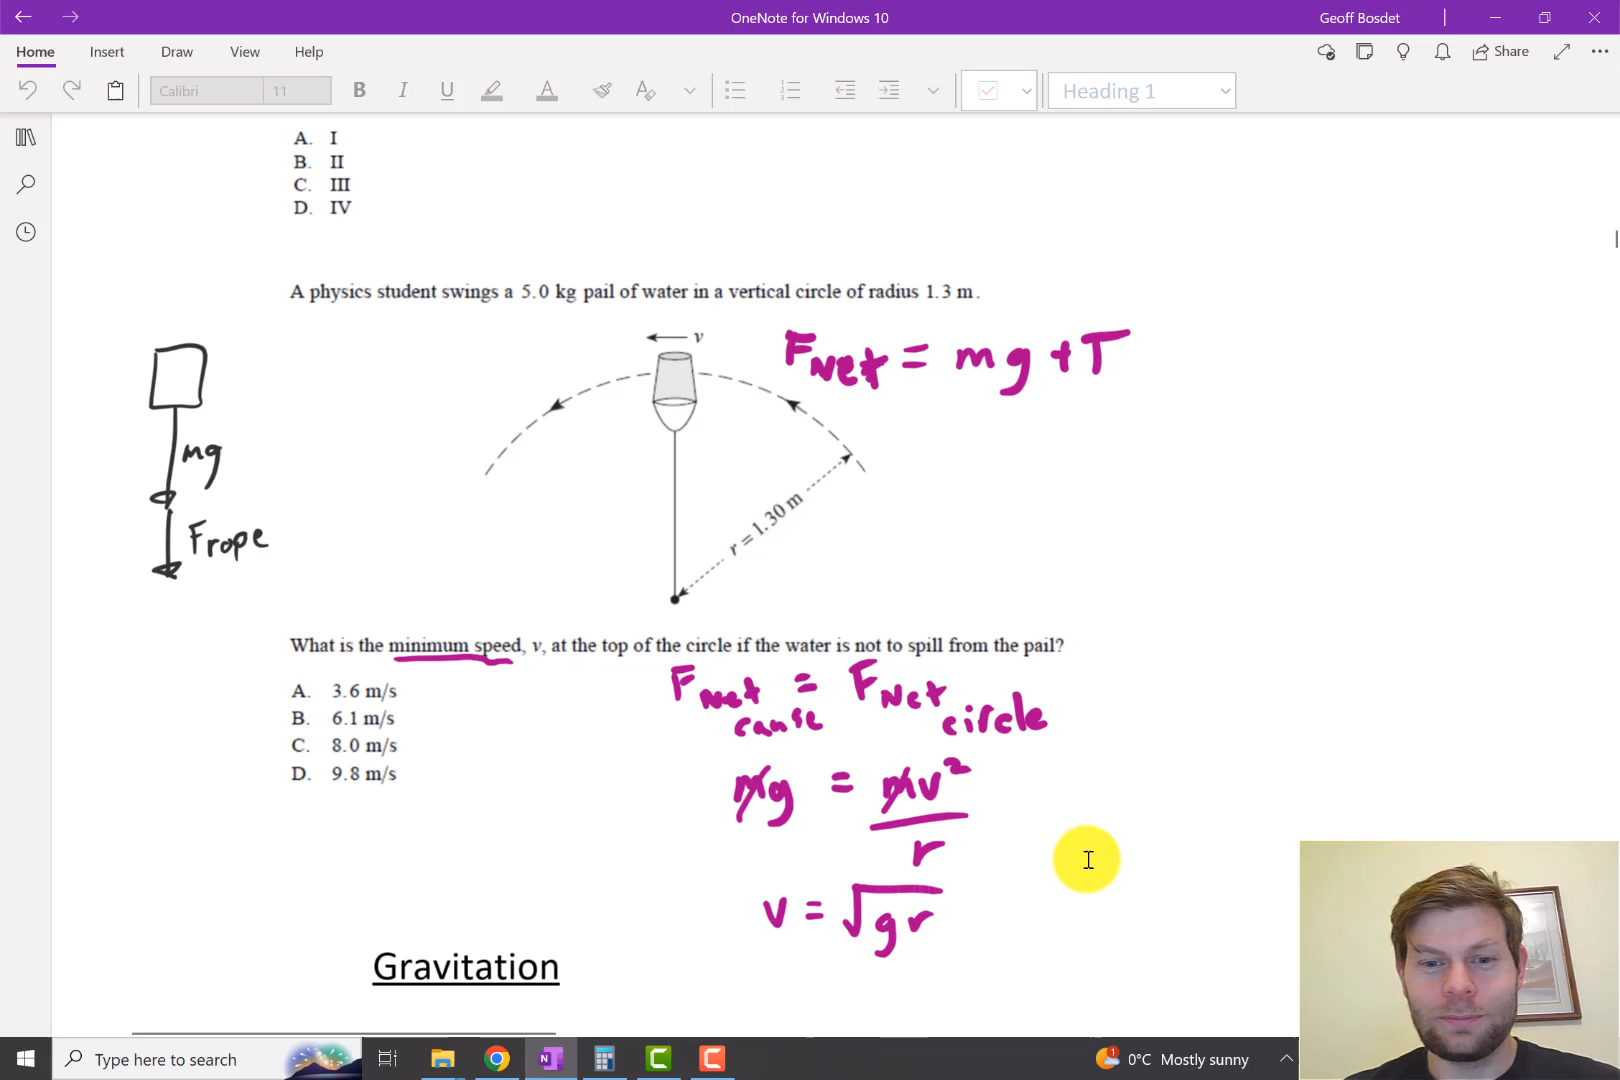 OneNote for Windows 10
Geoff Bosdet
Home Insert Draw View Help
Share
Calibri 11
B I U A
Heading 1
A. I
B. II
C. III
D. IV
A physics student swings a 5.0 kg pail of water in a vertical circle of radius 1.3 m.
v
F Net = mg + T
mg
Frope
r = 1.30 m
What is the minimum speed, v, at the top of the circle if the water is not to spill from the pail?
A. 3.6 m/s
B. 6.1 m/s
C. 8.0 m/s
D. 9.8 m/s
F Net cause = F Net circle
mg = mv²
r
v = √gr
Gravitation
Type here to search
1
0°C Mostly sunny